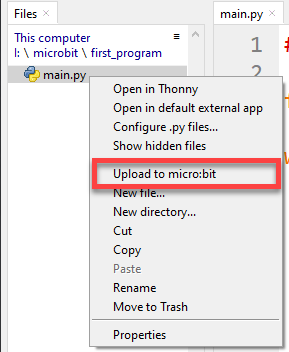 Files ×
This computer
I: \ microbit \ first_program
main.py
Open in Thonny
Open in default external app
Configure .py files...
Show hidden files
Upload to micro:bit
New file...
New directory...
Cut
Copy
Paste
Rename
Move to Trash
Properties
main.py ×
1 #
2